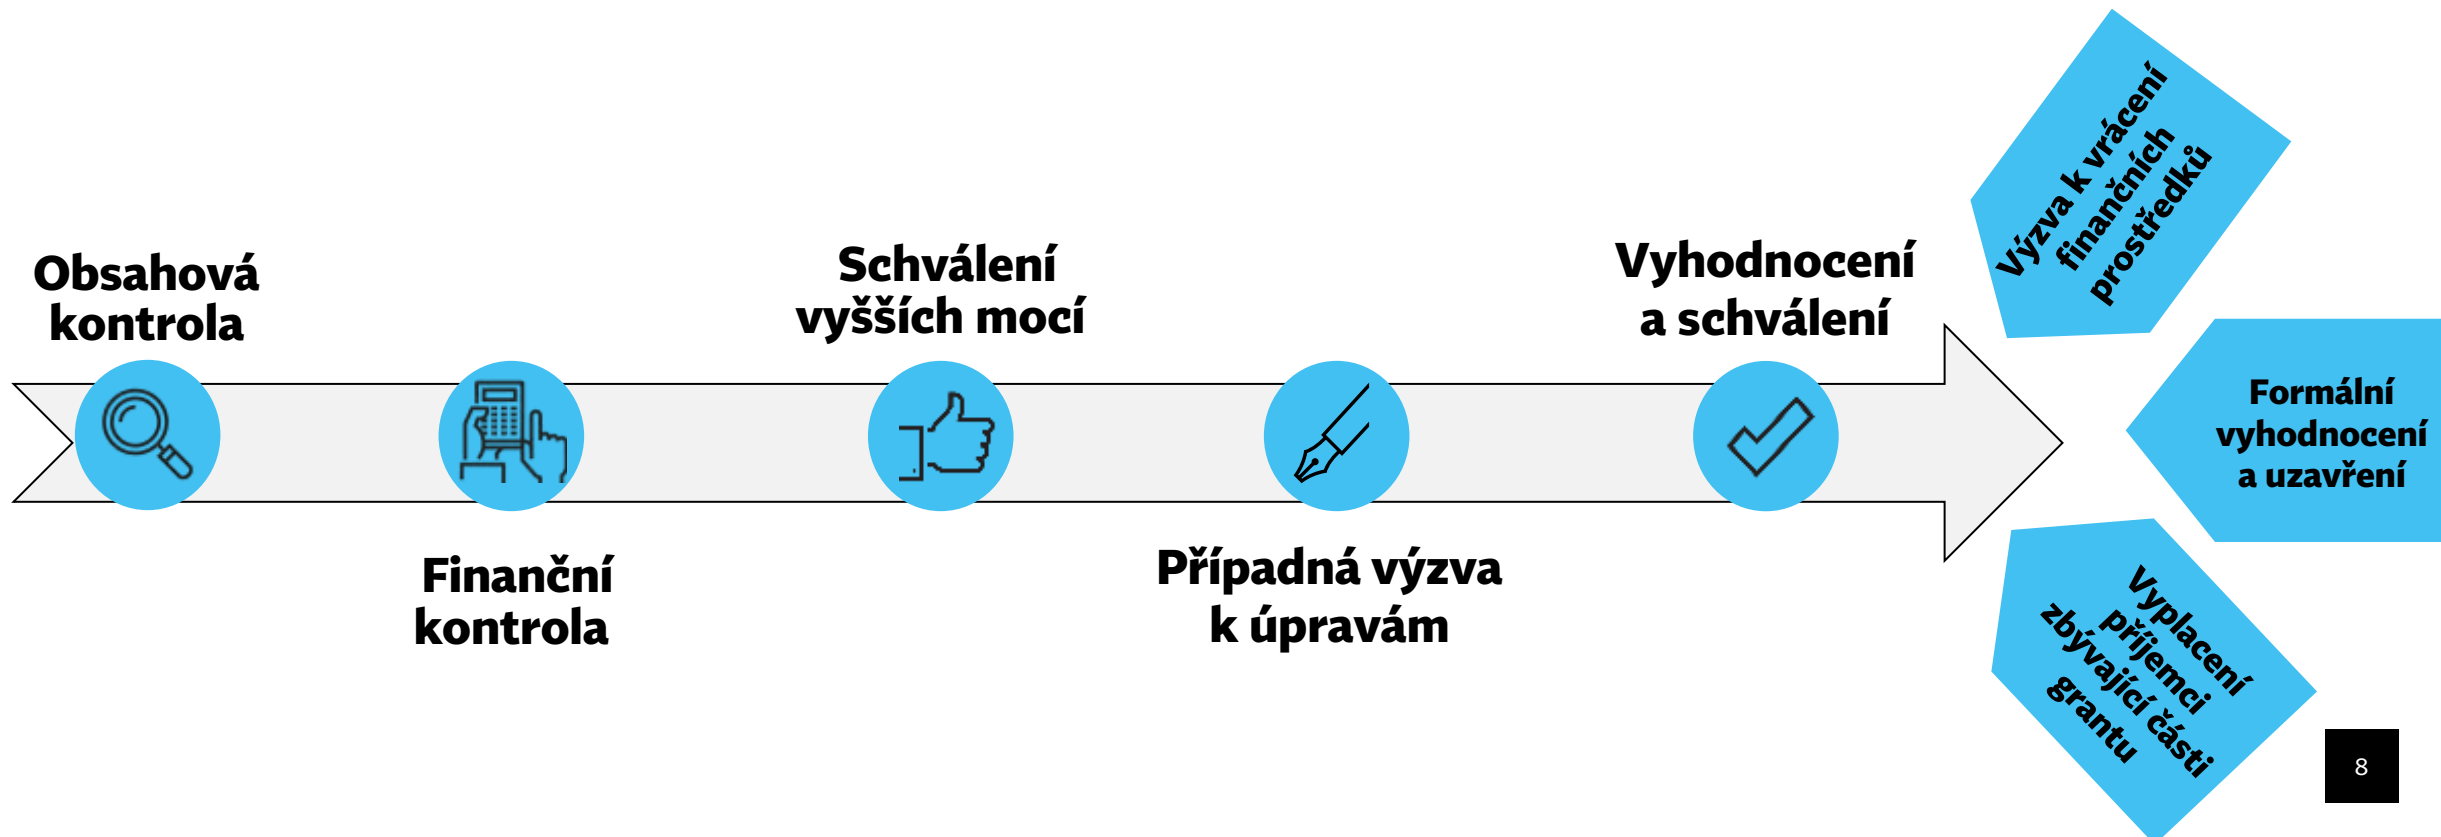 Obsahová
kontrola
Finanční
kontrola
Schválení
vyšších mocí
Případná výzva
k úpravám
Vyhodnocení
a schválení
Výzva k vrácení
finančních
prostředků
Formální
vyhodnocení
a uzavření
Vyplacení
příjemci
zbývající části
grantu
8